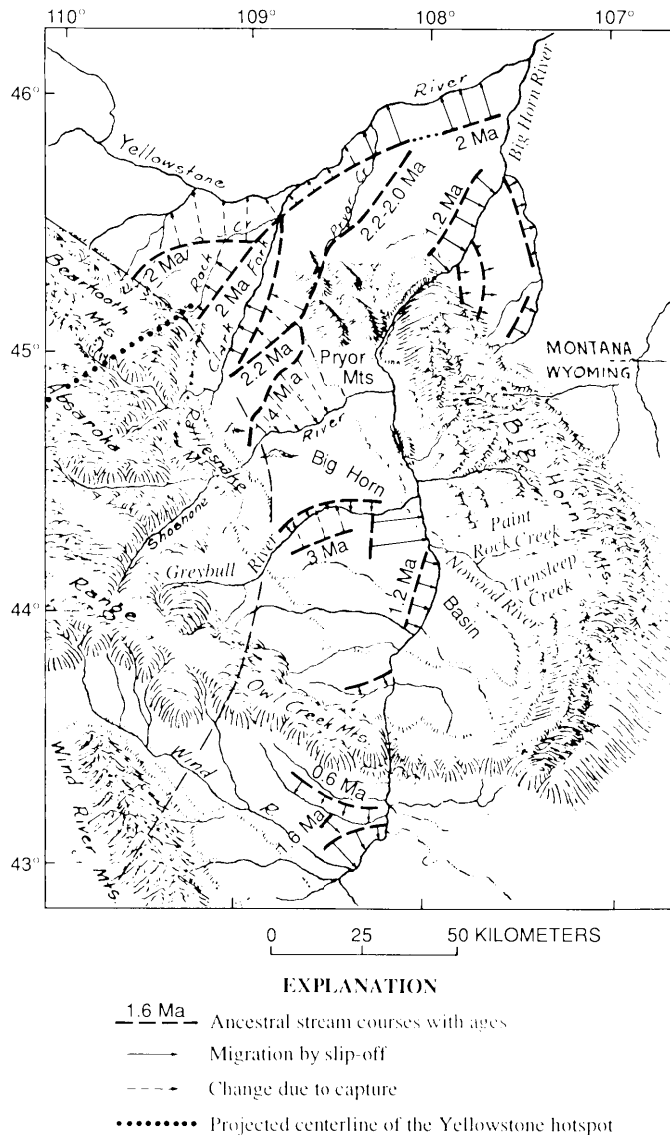 110°
109°
108°
107°
46°
45°
44°
43°
River
Big Horn River
Yellowstone
2 Ma
Pryor Cr
2.2-2.0 Ma
1.2 Ma
Cr
2 Ma
Rock
2 Ma
Fork
Clark
Beartooth
Mts
2.2 Ma
Pryor
Mts
1.4 Ma
MONTANA
WYOMING
Absaroka
Rattlesnake
River
Shoshone
Big Horn
Big Horn Mts
Paint
Rock Creek
3 Ma
River
Greybull
Nowood River
Tensleep
Creek
1.2 Ma
Basin
Range
Owl Creek Mts
Wind
R
0.6 Ma
1.6 Ma
Wind River Mts
0 25 50 KILOMETERS
EXPLANATION
1.6 Ma
Ancestral stream courses with ages
Migration by slip-off
Change due to capture
Projected centerline of the Yellowstone hotspot